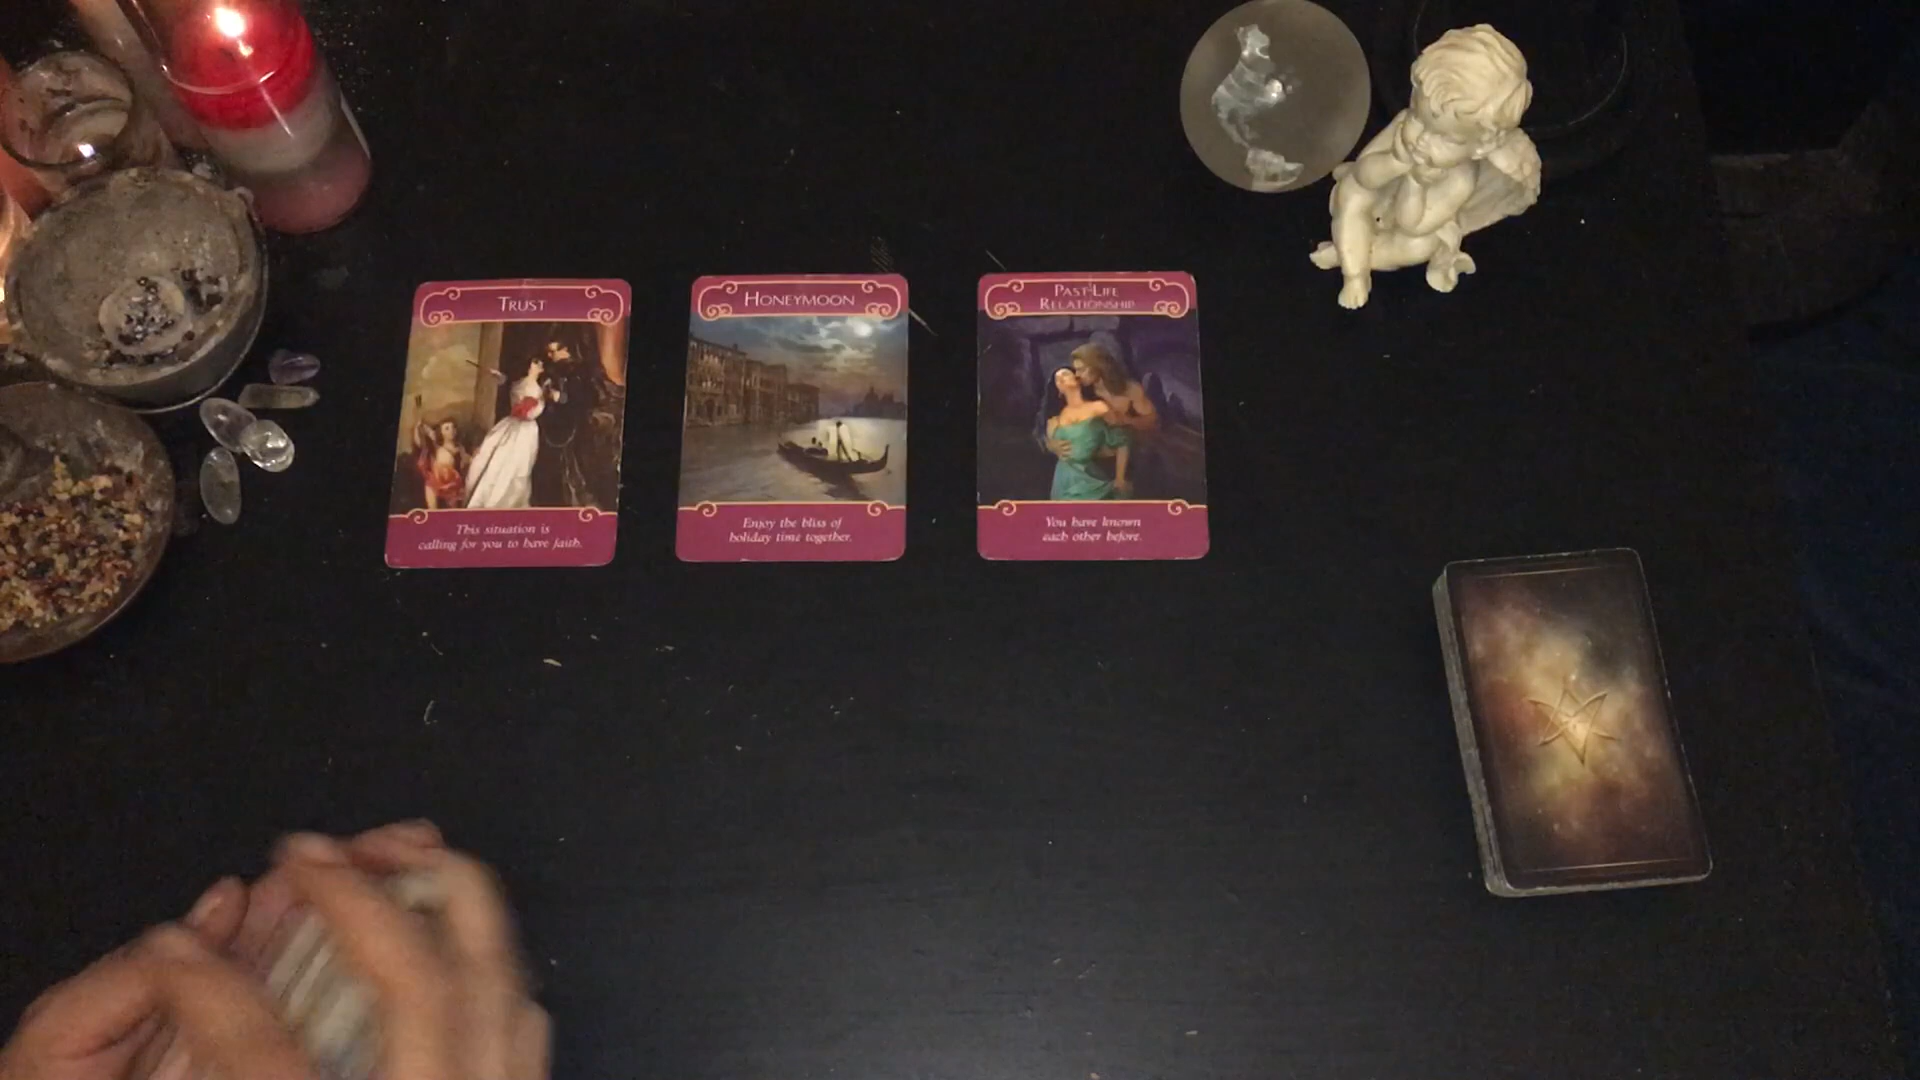 TRUST
This situation is
calling for you to have faith.
HONEYMOON
Enjoy the bliss of
holiday time together.
PAST-LIFE
RELATIONSHIP
You have known
each other before.